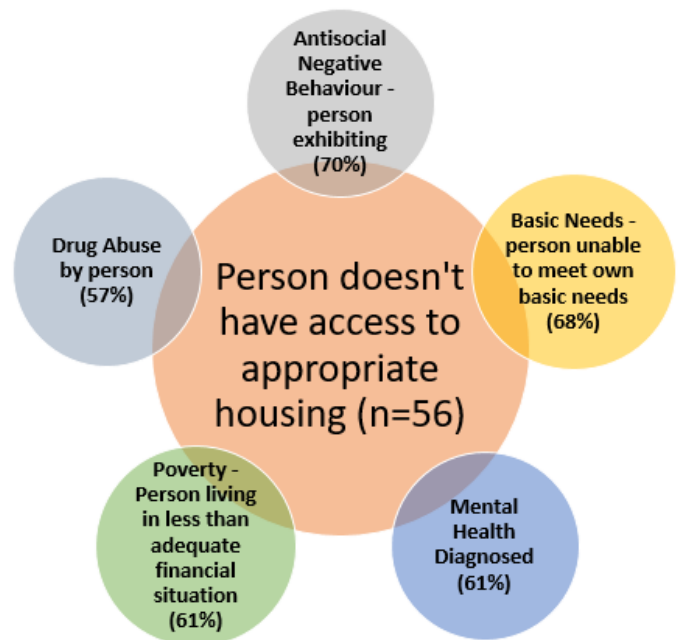 Antisocial
Negative
Behaviour -
person
exhibiting
(70%)
Basic Needs -
person unable
to meet own
basic needs
(68%)
Drug Abuse
by person
(57%)
Person doesn't
have access to
appropriate
housing (n=56)
Poverty -
Person living
in less than
adequate
financial
situation
(61%)
Mental
Health
Diagnosed
(61%)